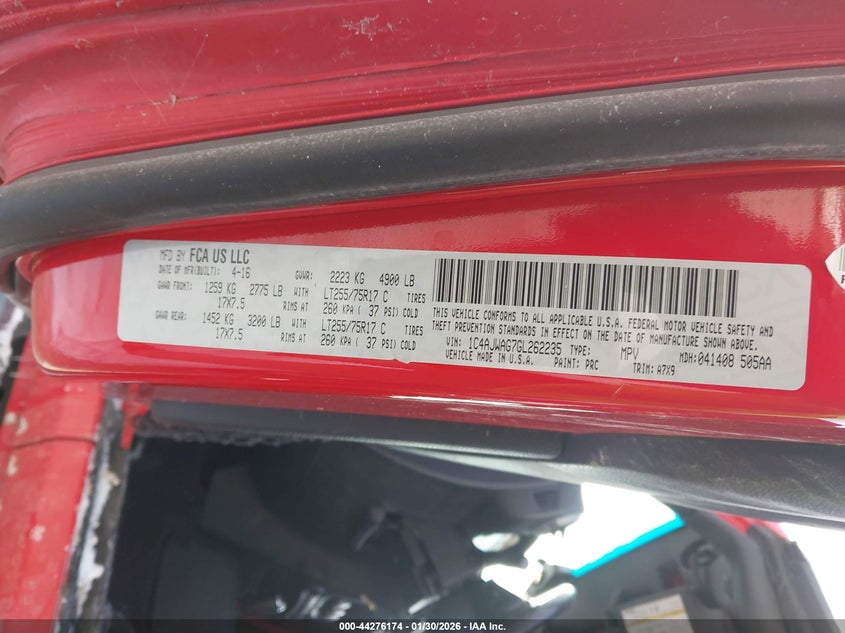 MFD BY FCA US LLC
DATE OF MFR(BUILT): 4-16 GVWR: 2223 KG 4900 LB
GAWR FRONT: 1259 KG 2775 LB WITH LT255/75R17 C TIRES
17X7.5 RIMS AT 260 KPA ( 37 PSI) COLD
GAWR REAR: 1452 KG 3200 LB WITH LT255/75R17 C TIRES
17X7.5 RIMS AT 260 KPA ( 37 PSI) COLD
THIS VEHICLE CONFORMS TO ALL APPLICABLE U.S.A. FEDERAL MOTOR VEHICLE SAFETY AND
THEFT PREVENTION STANDARDS IN EFFECT ON THE DATE OF MANUFACTURE SHOWN ABOVE.
VIN: 1C4AJWAG7GL262235 TYPE: MPV MDH: 041408 505AA
VEHICLE MADE IN U.S.A. PAINT: PRC TRIM: A7X9
000-44276174 - 01/30/2026 - IAA Inc.